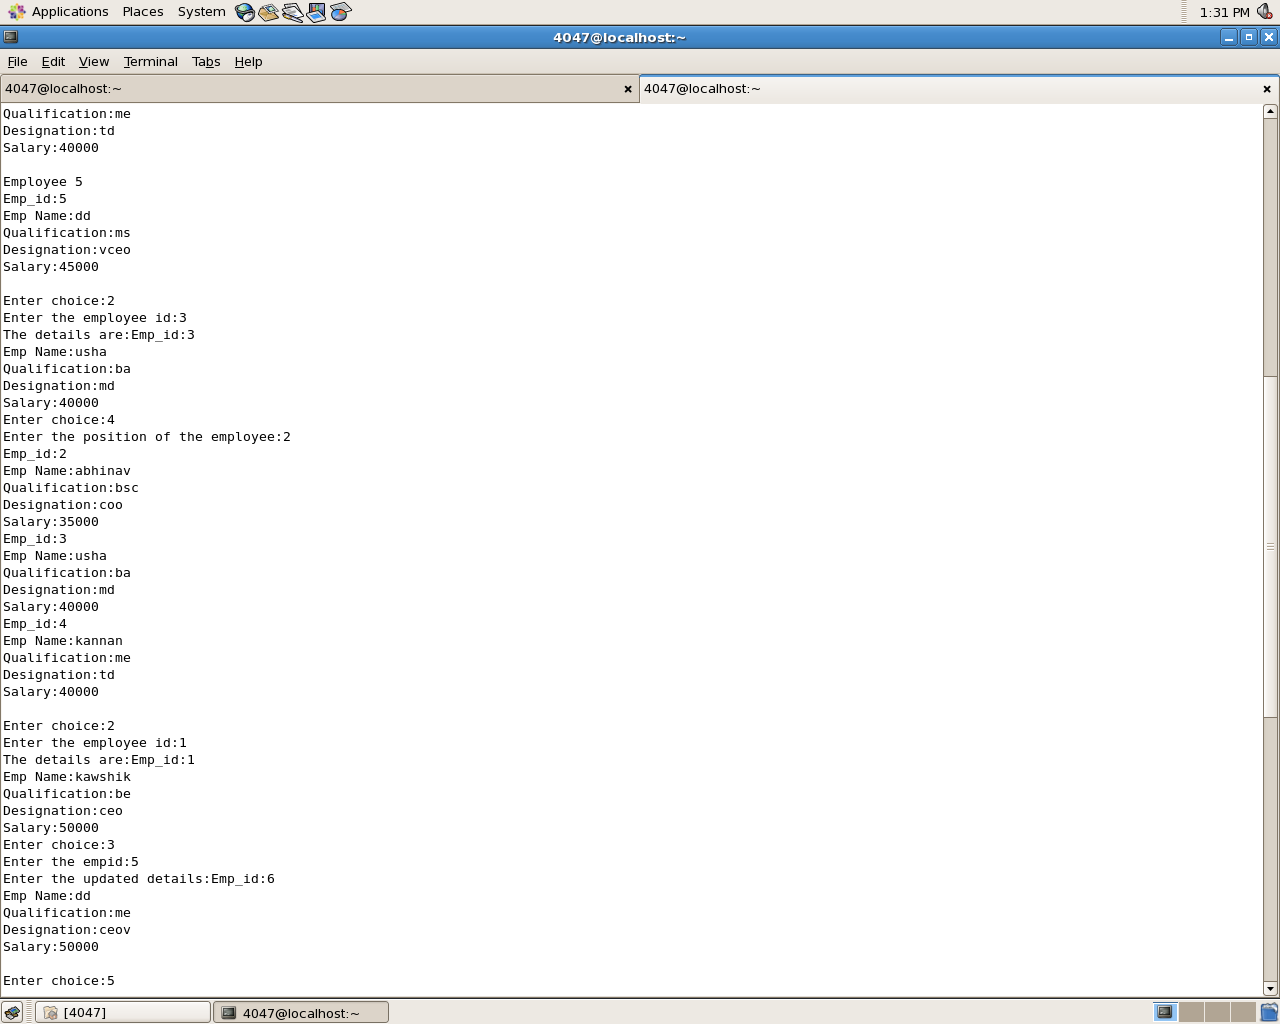 Applications Places System 1:31 PM
4047@localhost:~
File Edit View Terminal Tabs Help
4047@localhost:~ 4047@localhost:~
Qualification:me
Designation:td
Salary:40000
Employee 5
Emp_id:5
Emp Name:dd
Qualification:ms
Designation:vceo
Salary:45000
Enter choice:2
Enter the employee id:3
The details are:Emp_id:3
Emp Name:usha
Qualification:ba
Designation:md
Salary:40000
Enter choice:4
Enter the position of the employee:2
Emp_id:2
Emp Name:abhinav
Qualification:bsc
Designation:coo
Salary:35000
Emp_id:3
Emp Name:usha
Qualification:ba
Designation:md
Salary:40000
Emp_id:4
Emp Name:kannan
Qualification:me
Designation:td
Salary:40000
Enter choice:2
Enter the employee id:1
The details are:Emp_id:1
Emp Name:kawshik
Qualification:be
Designation:ceo
Salary:50000
Enter choice:3
Enter the empid:5
Enter the updated details:Emp_id:6
Emp Name:dd
Qualification:me
Designation:ceov
Salary:50000
Enter choice:5
[4047] 4047@localhost:~